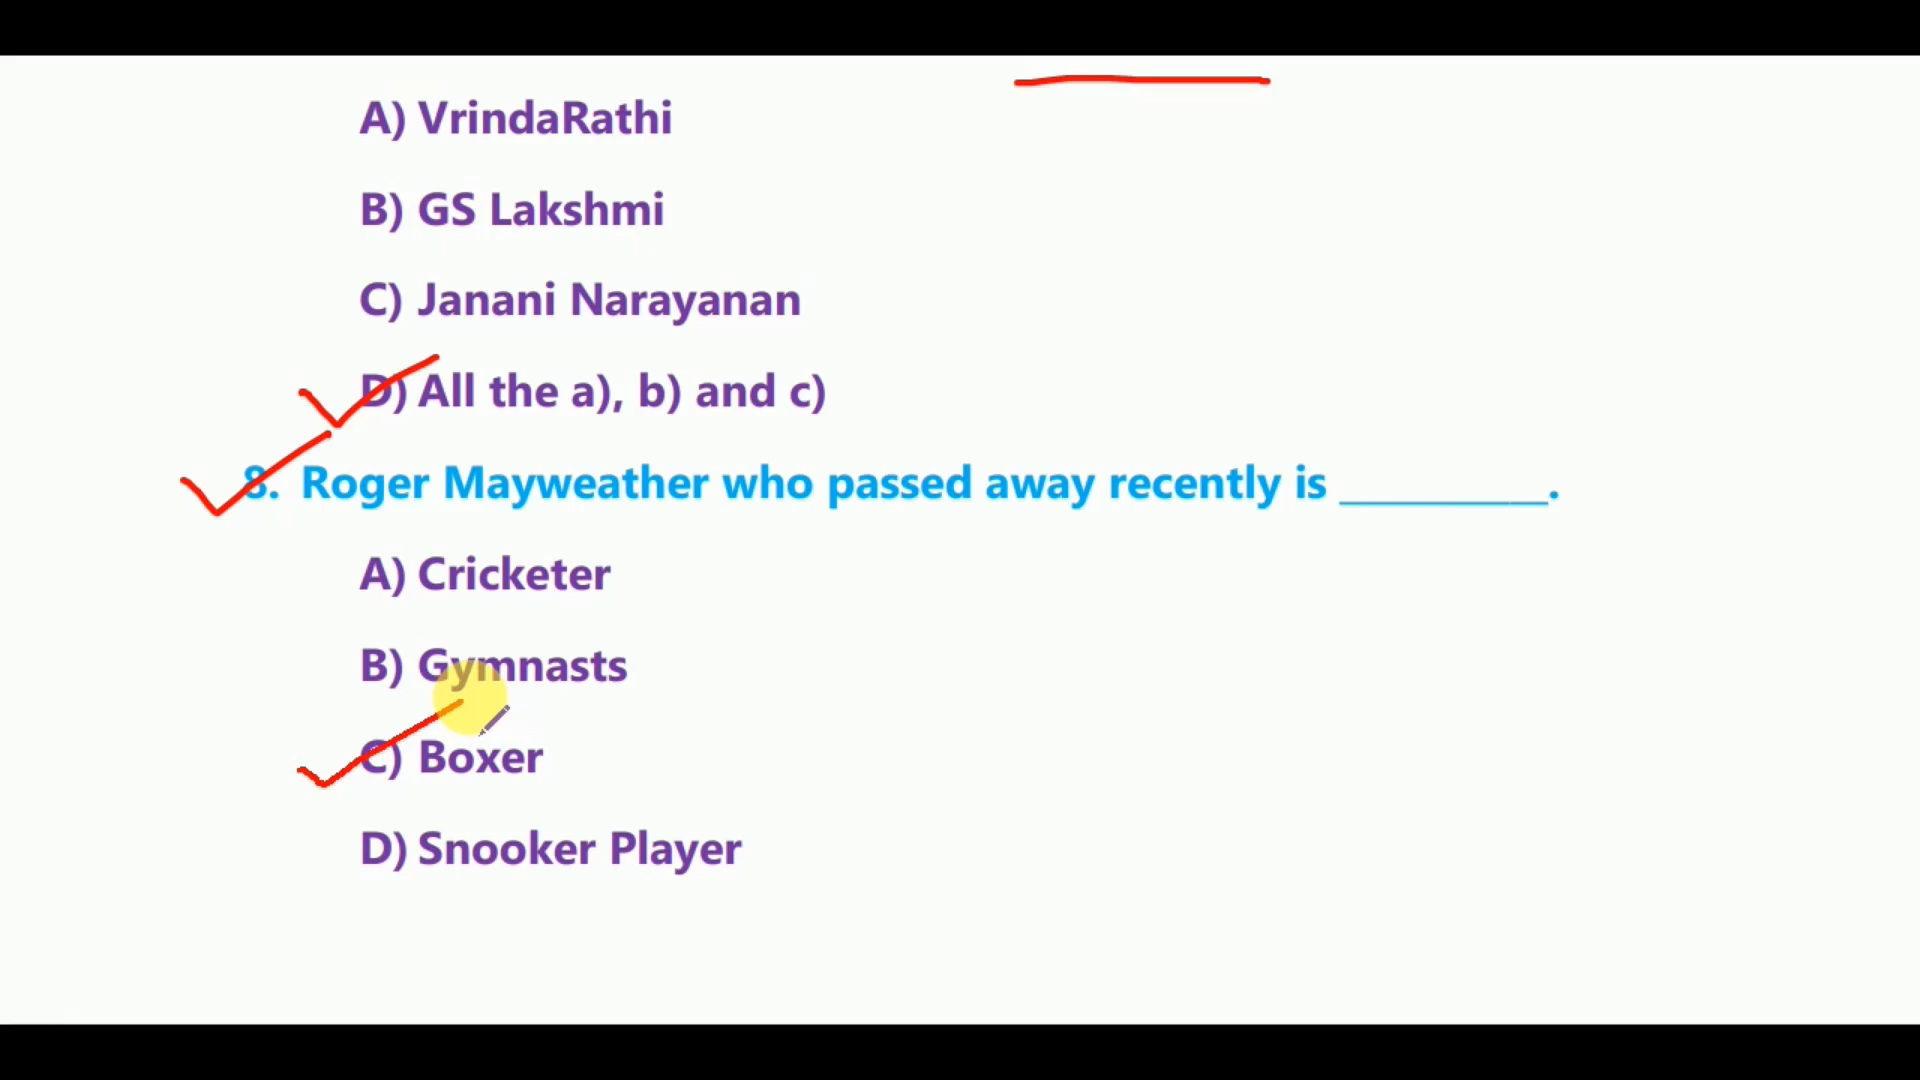 A) VrindaRathi
B) GS Lakshmi
C) Janani Narayanan
D) All the a), b) and c)
8. Roger Mayweather who passed away recently is __________.
A) Cricketer
B) Gymnasts
C) Boxer
D) Snooker Player